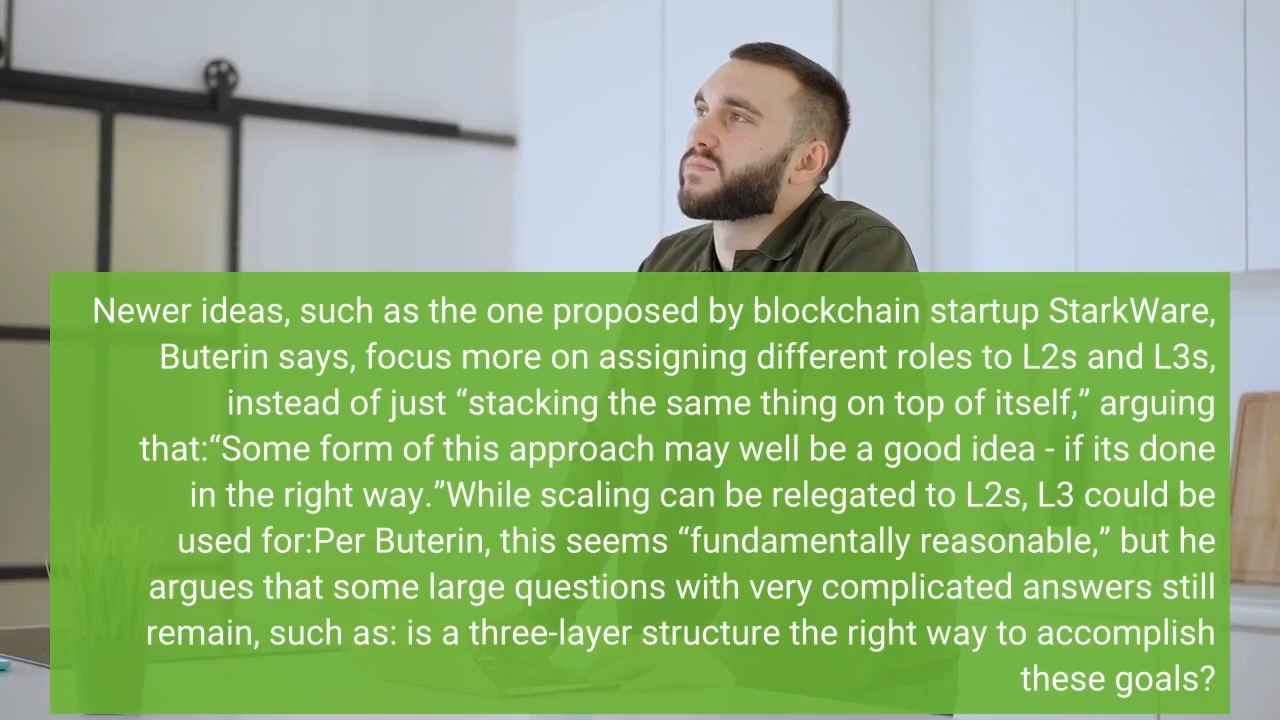 Newer ideas, such as the one proposed by blockchain startup StarkWare,
Buterin says, focus more on assigning different roles to L2s and L3s,
instead of just “stacking the same thing on top of itself,” arguing
that:“Some form of this approach may well be a good idea - if its done
in the right way.”While scaling can be relegated to L2s, L3 could be
used for:Per Buterin, this seems “fundamentally reasonable,” but he
argues that some large questions with very complicated answers still
remain, such as: is a three-layer structure the right way to accomplish
these goals?